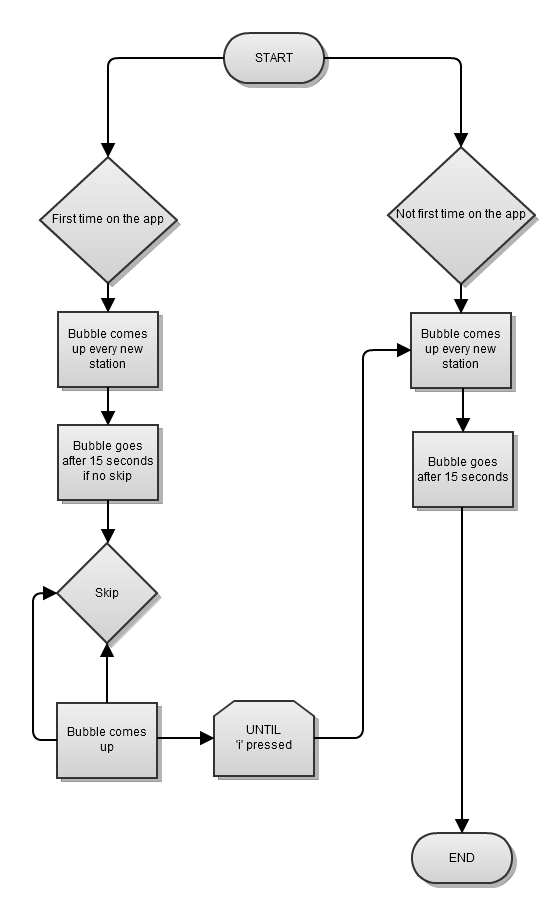 START
First time on the app
Not first time on the app
Bubble comes
up every new
station
Bubble comes
up every new
station
Bubble goes
after 15 seconds
if no skip
Bubble goes
after 15 seconds
Skip
Bubble comes
up
UNTIL
'i' pressed
END